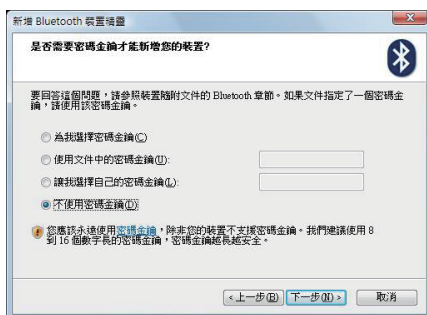 新增 Bluetooth 裝置精靈
是否需要密碼金鑰才能新增您的裝置?
要回答這個問題，請參照裝置隨附文件的 Bluetooth 章節。如果文件指定了一個密碼金
鑰，請使用該密碼金鑰。
為我選擇密碼金鑰(C)
使用文件中的密碼金鑰(U):
讓我選擇自己的密碼金鑰(L):
不使用密碼金鑰(D)
您應該永遠使用密碼金鑰，除非您的裝置不支援密碼金鑰。我們建議使用 8
到 16 個數字長的密碼金鑰，密碼金鑰越長越安全。
<上一步(B) 下一步(N)> 取消